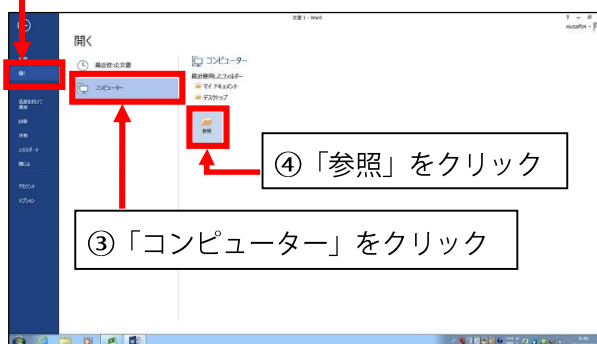 文書 1 - Word
開く
開く
名前を付けて
保存
印刷
共有
エクスポート
閉じる
アカウント
オプション
最近使った文書
コンピューター
コンピューター
最近使用したフォルダー
マイ ドキュメント
デスクトップ
参照
④「参照」をクリック
③「コンピューター」をクリック